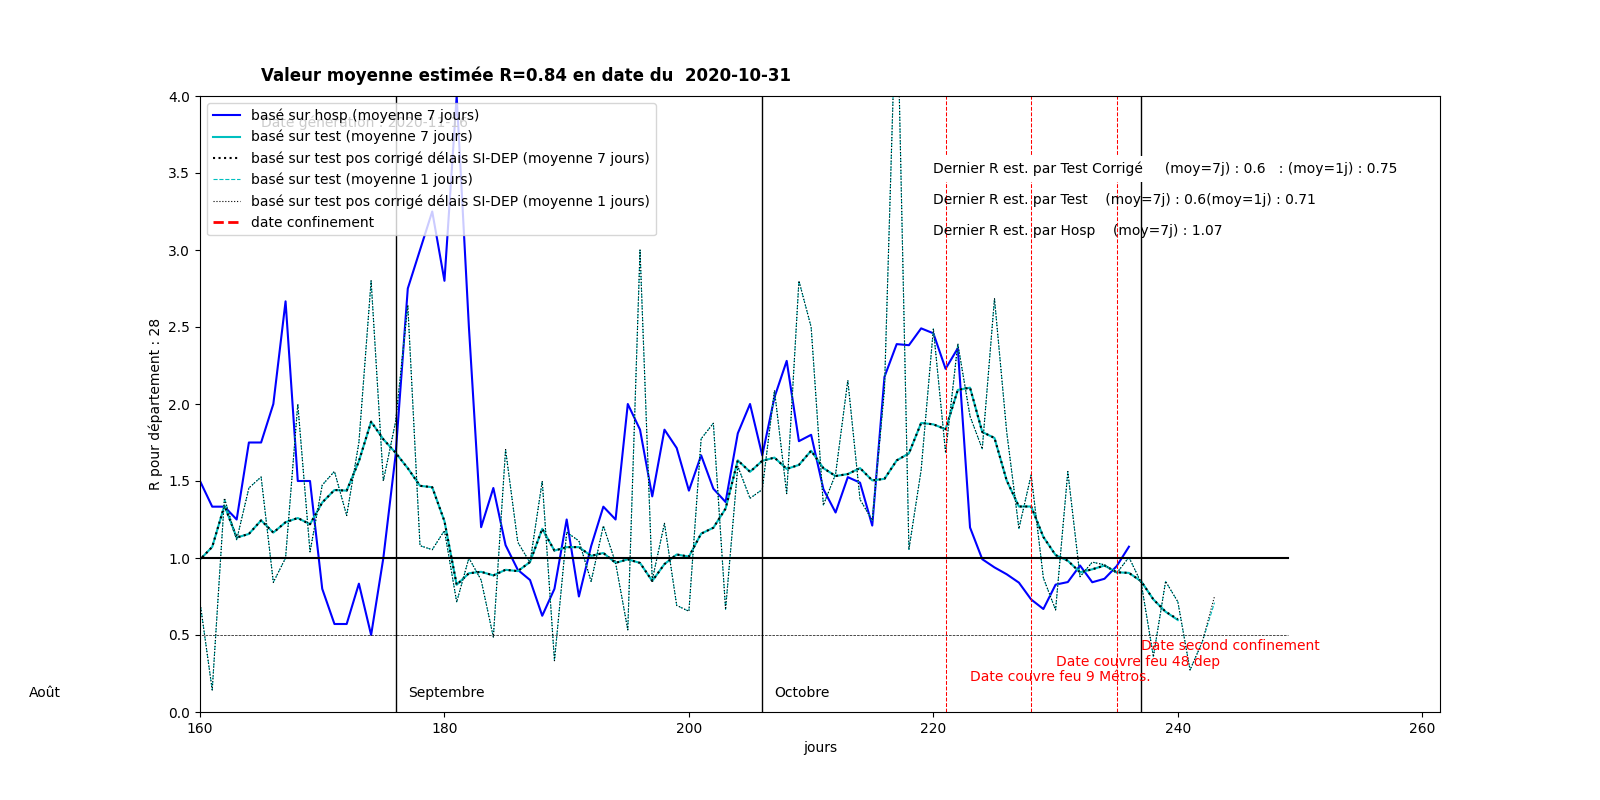 Valeur moyenne estimée R=0.84 en date du  2020-10-31
4.0
3.5
3.0
2.5
2.0
1.5
1.0
0.5
0.0
R pour département : 28
basé sur hosp (moyenne 7 jours)
basé sur test (moyenne 7 jours)
basé sur test pos corrigé délais SI-DEP (moyenne 7 jours)
basé sur test (moyenne 1 jours)
basé sur test pos corrigé délais SI-DEP (moyenne 1 jours)
date confinement
Dernier R est. par Test Corrigé (moy=7j) : 0.6 : (moy=1j) : 0.75
Dernier R est. par Test (moy=7j) : 0.6(moy=1j) : 0.71
Dernier R est. par Hosp (moy=7j) : 1.07
Date second confinement
Date couvre feu 48 dep
Date couvre feu 9 Métros.
Août
Septembre
Octobre
160
180
200
220
240
260
jours